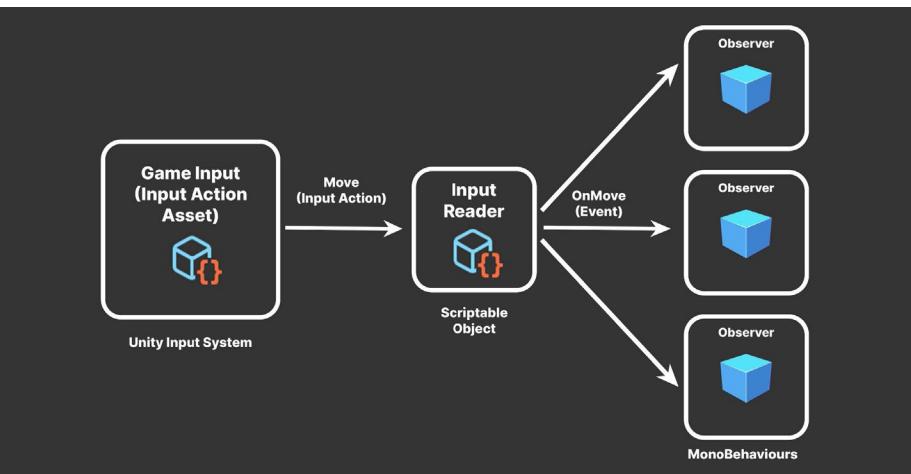 Game Input
(Input Action
Asset)
Unity Input System
Move
(Input Action)
Input
Reader
Scriptable
Object
OnMove
(Event)
Observer
Observer
Observer
MonoBehaviours